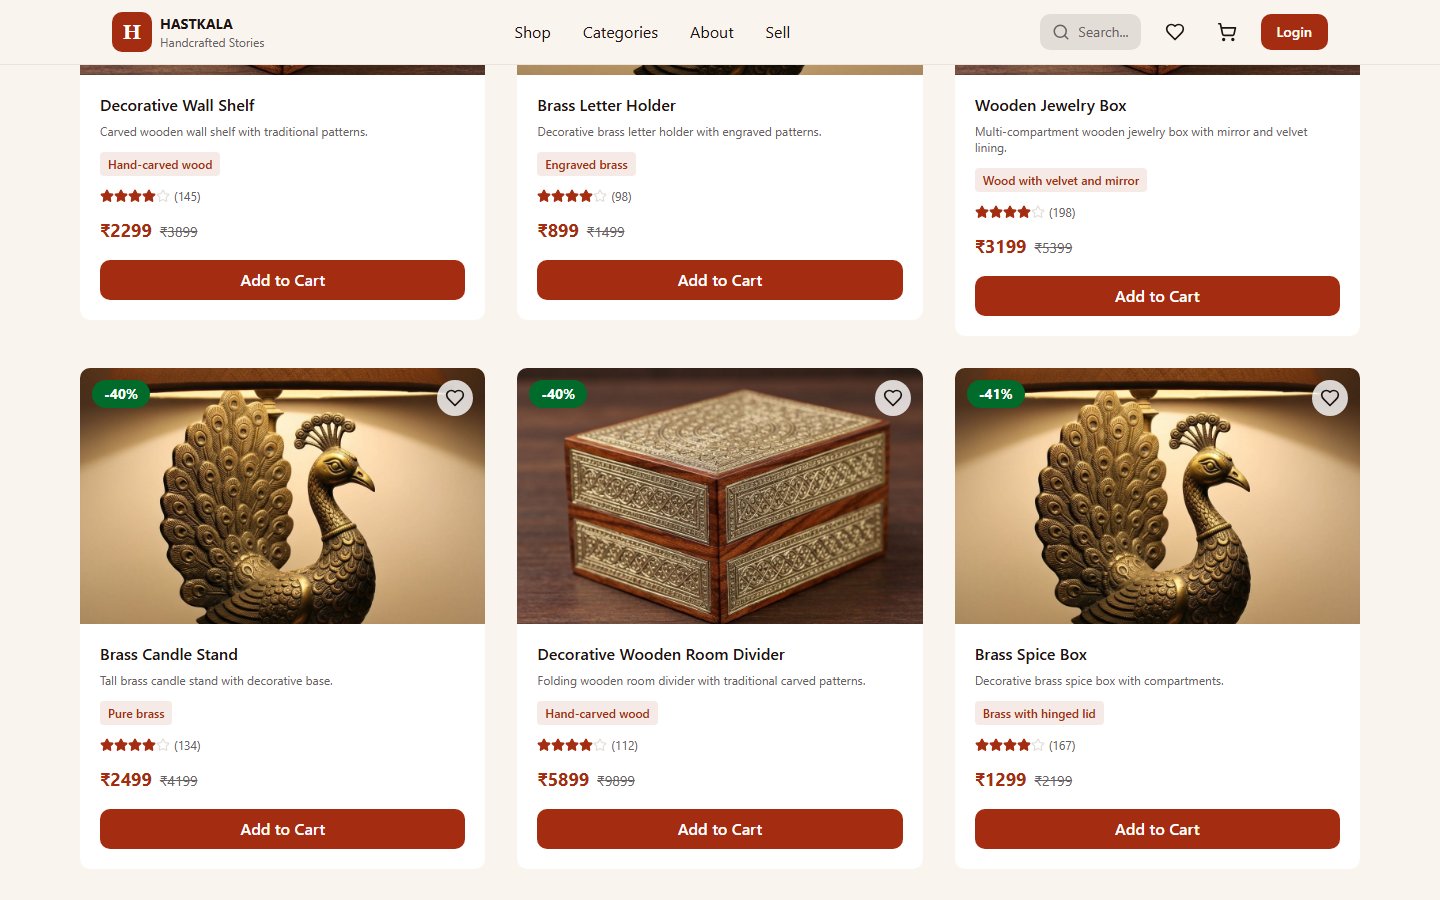 H
HASTKALA
Handcrafted Stories
Shop
Categories
About
Sell
Search...
Login
Decorative Wall Shelf
Carved wooden wall shelf with traditional patterns.
Hand-carved wood
(145)
₹2299 ₹3899
Add to Cart
Brass Letter Holder
Decorative brass letter holder with engraved patterns.
Engraved brass
(98)
₹899 ₹1499
Add to Cart
Wooden Jewelry Box
Multi-compartment wooden jewelry box with mirror and velvet
lining.
Wood with velvet and mirror
(198)
₹3199 ₹5399
Add to Cart
-40%
Brass Candle Stand
Tall brass candle stand with decorative base.
Pure brass
(134)
₹2499 ₹4199
Add to Cart
-40%
Decorative Wooden Room Divider
Folding wooden room divider with traditional carved patterns.
Hand-carved wood
(112)
₹5899 ₹9899
Add to Cart
-41%
Brass Spice Box
Decorative brass spice box with compartments.
Brass with hinged lid
(167)
₹1299 ₹2199
Add to Cart